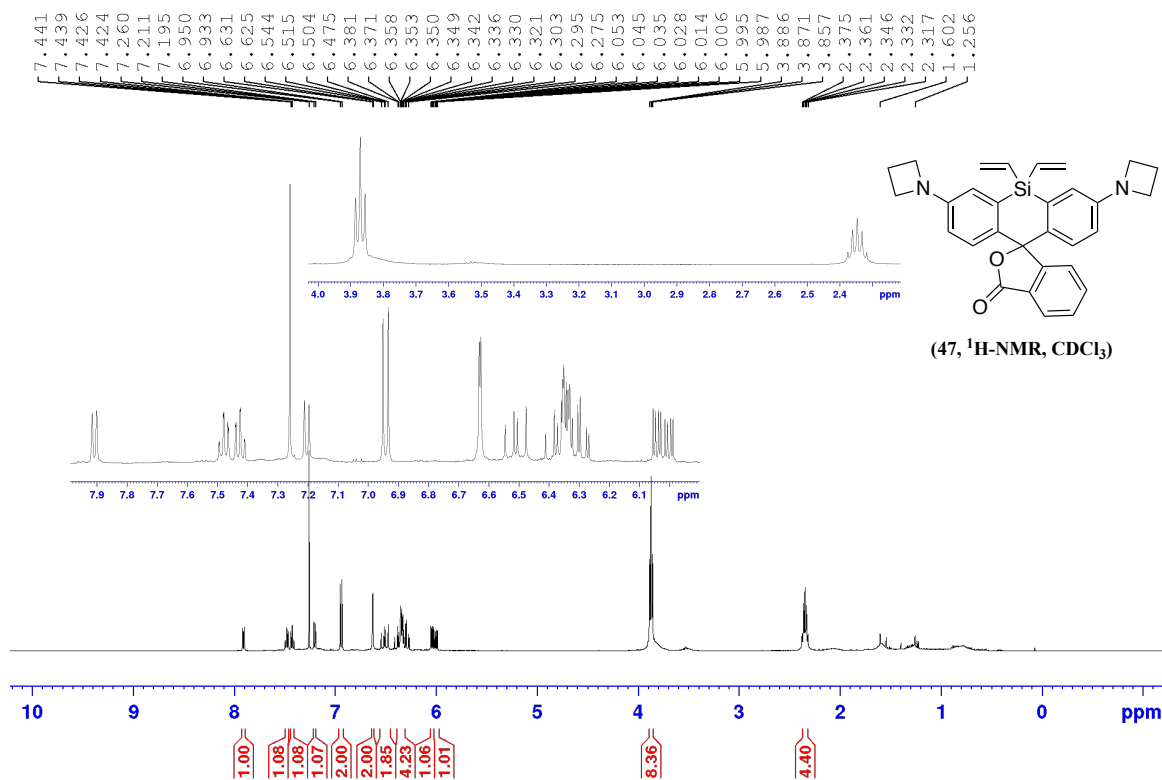 7.441 7.439 7.426 7.424 7.260 7.211 7.195 6.950 6.933 6.631 6.625 6.544 6.515 6.504 6.475 6.381 6.371 6.358 6.353 6.350 6.349 6.342 6.336 6.330 6.321 6.303 6.295 6.275 6.053 6.045 6.035 6.028 6.014 6.006 5.995 5.987 3.886 3.871 3.857 2.375 2.361 2.346 2.332 2.317 1.602 1.256
N Si N
O
O
(47, ¹H-NMR, CDCl₃)
4.0 3.9 3.8 3.7 3.6 3.5 3.4 3.3 3.2 3.1 3.0 2.9 2.8 2.7 2.6 2.5 2.4 ppm
7.9 7.8 7.7 7.6 7.5 7.4 7.3 7.2 7.1 7.0 6.9 6.8 6.7 6.6 6.5 6.4 6.3 6.2 6.1 ppm
10 9 8 7 6 5 4 3 2 1 0 ppm
1.00 1.08 1.08 1.07 2.00 2.00 1.85 4.23 1.06 1.01 8.36 4.40